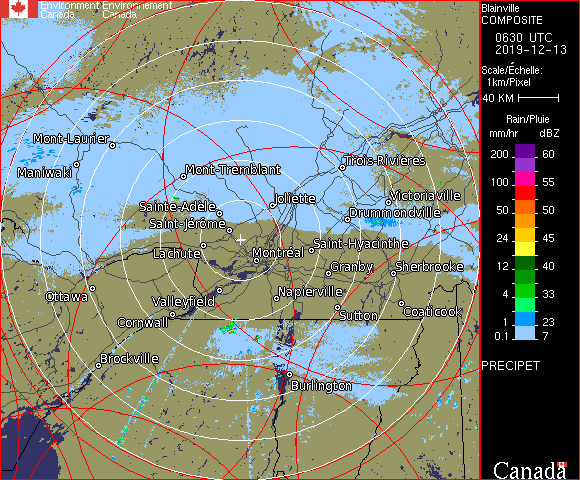 Environment Environnement
Canada Canada
Blainville
COMPOSITE
0630 UTC
2019-12-13
Scale/Échelle:
1km/Pixel
40 KM
Rain/Pluie
mm/hr dBZ
200 60
100 55
50 50
24 45
12 40
4 33
1 23
0.1 7
PRECIPET
Mont-Laurier
Maniwaki
Mont-Tremblant
Trois-Rivières
Sainte-Adèle
Joliette
Victoriaville
Drummondville
Saint-Jérôme
Lachute
Montréal
Saint-Hyacinthe
Granby
Sherbrooke
Ottawa
Valleyfield
Napierville
Cornwall
Sutton
Coaticook
Brockville
Burlington
Canada